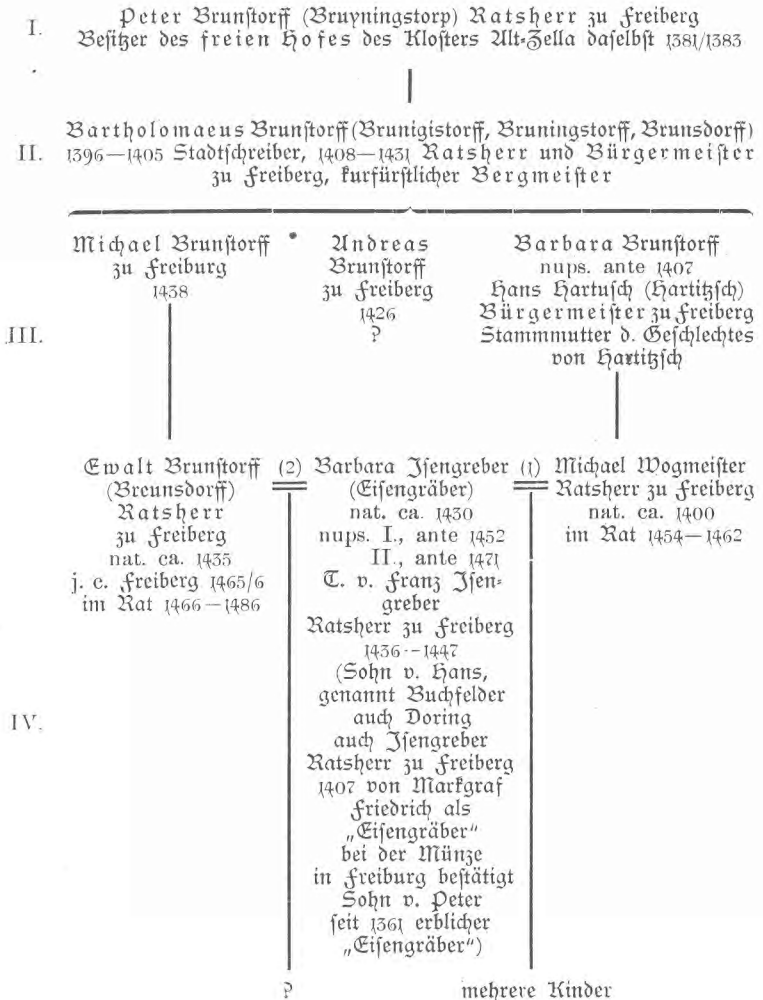 I.
Peter Brunstorff (Bruyningstorp) Ratsherr zu Freiberg
Besitzer des freien Hofes des Klosters Alt-Zella daselbst 1381/1383
II.
Bartholomaeus Brunstorff (Brunigistorff, Bruningstorff, Brunsdorff)
1396—1405 Stadtschreiber, 1408—1431 Ratsherr und Bürgermeister
zu Freiberg, kurfürstlicher Bergmeister
III.
Michael Brunstorff
zu Freiburg
1438
Andreas
Brunstorff
zu Freiberg
1426
?
Barbara Brunstorff
nups. ante 1407
Hans Hartusch (Hartitzsch)
Bürgermeister zu Freiberg
Stammmutter d. Geschlechtes
von Hartitzsch
IV.
Ewalt Brunstorff
(Breunsdorff)
Ratsherr
zu Freiberg
nat. ca. 1435
j. c. Freiberg 1465/6
im Rat 1466—1486
(2)
Barbara Isengreber
(Eisengräber)
nat. ca. 1430
nups. I., ante 1452
II., ante 1471
T. v. Franz Isen-
greber
Ratsherr zu Freiberg
1436--1447
(Sohn v. Hans,
genannt Buchfelder
auch Doring
auch Isengreber
Ratsherr zu Freiberg
1407 von Markgraf
Friedrich als
„Eisengräber“
bei der Münze
in Freiburg bestätigt
Sohn v. Peter
seit 1361 erblicher
„Eisengräber“)
(1)
Michael Wogmeister
Ratsherr zu Freiberg
nat. ca. 1400
im Rat 1454—1462
?
mehrere Kinder